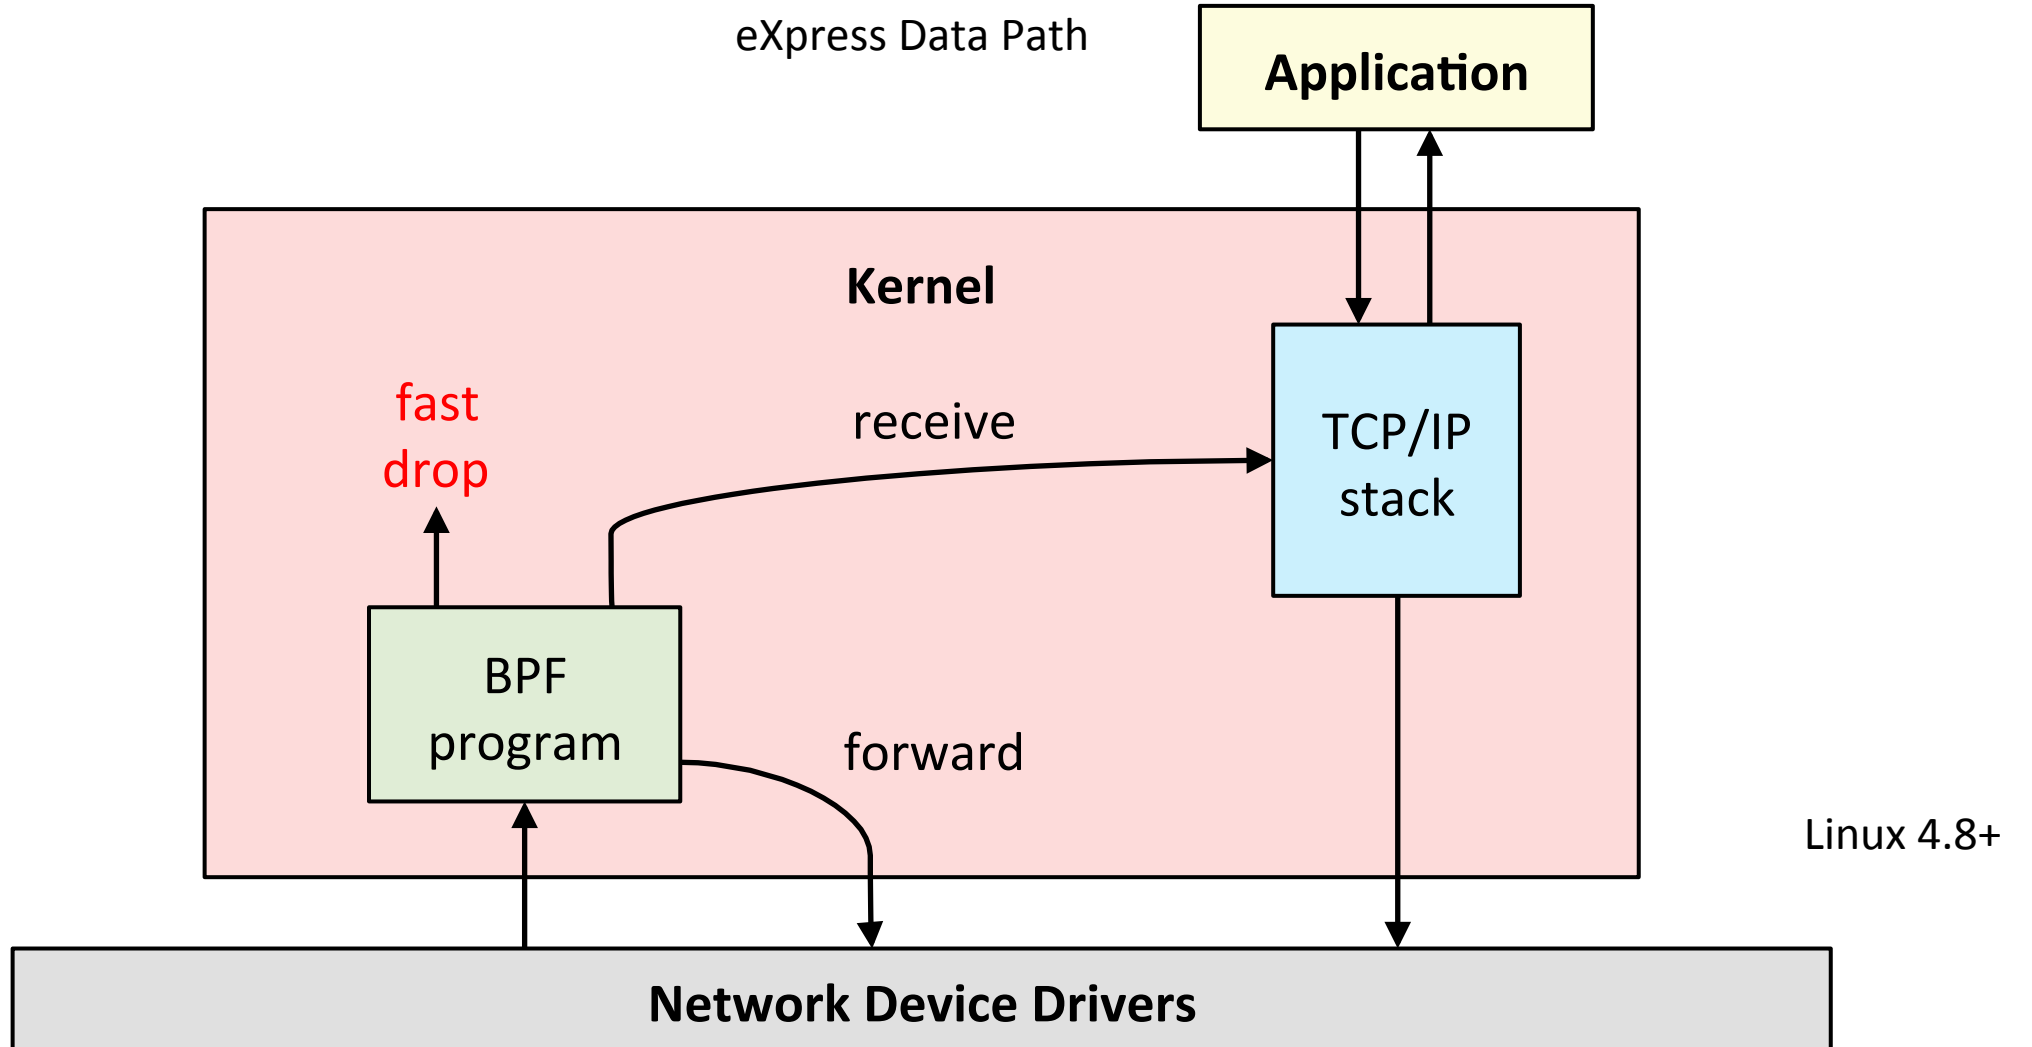 eXpress Data Path
Application
Kernel
fast
drop
receive
TCP/IP
stack
BPF
program
forward
Linux 4.8+
Network Device Drivers